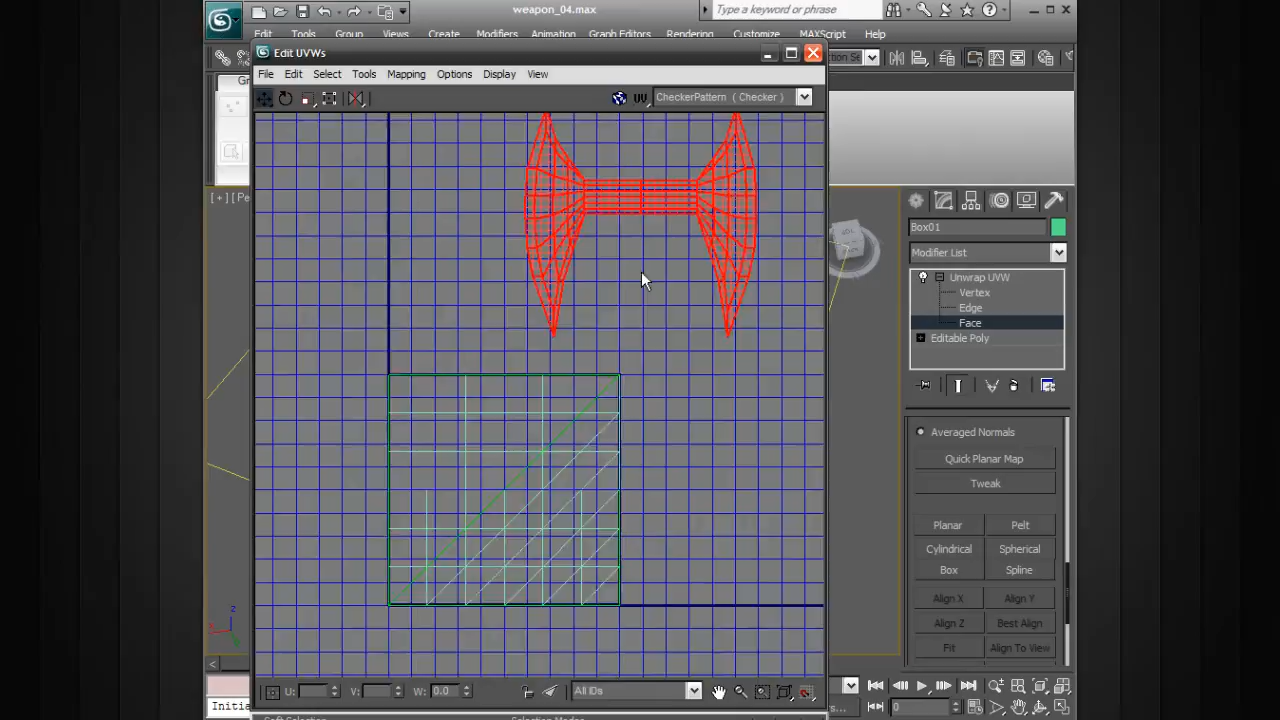 weapon_04.max
Type a keyword or phrase
Edit Tools Group Views Create Modifiers Animation Graph Editors Rendering Customize MAXScript Help
Edit UVWs
File Edit Select Tools Mapping Options Display View
CheckerPattern ( Checker )
[ + ] [
Box01
Modifier List
Unwrap UVW
Vertex
Edge
Face
Editable Poly
Averaged Normals
Quick Planar Map
Tweak
Planar Pelt
Cylindrical Spherical
Box Spline
Align X Align Y
Align Z Best Align
Fit Align To View
z
U: V: W: 0.0 All IDs
0